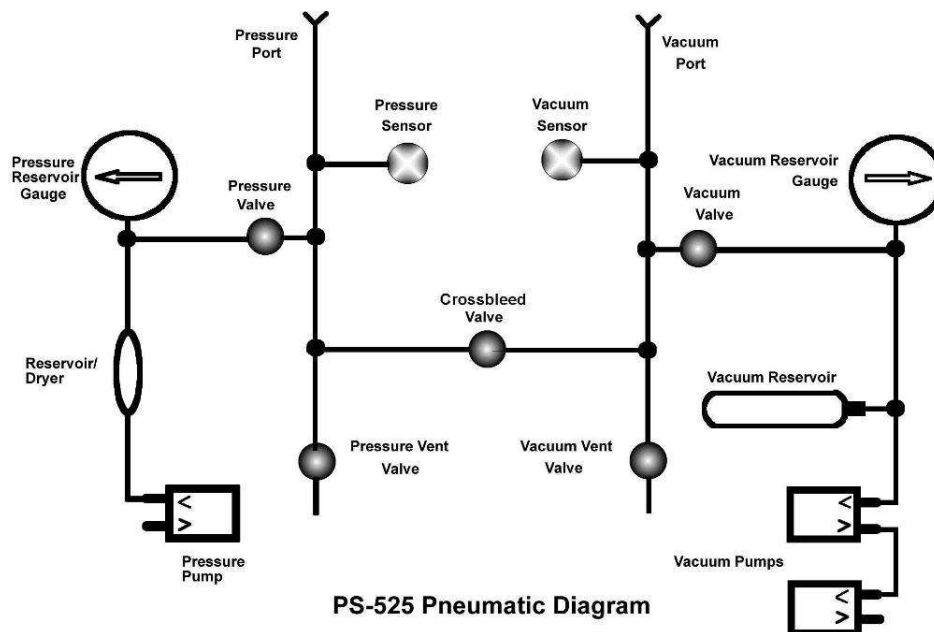 Pressure
Port
Vacuum
Port
Pressure
Sensor
Vacuum
Sensor
Pressure
Reservoir
Gauge
Pressure
Valve
Vacuum
Valve
Vacuum Reservoir
Gauge
Crossbleed
Valve
Reservoir/
Dryer
Vacuum Reservoir
Pressure Vent
Valve
Vacuum Vent
Valve
<
>
<
>
Pressure
Pump
Vacuum Pumps
<
>
PS-525 Pneumatic Diagram